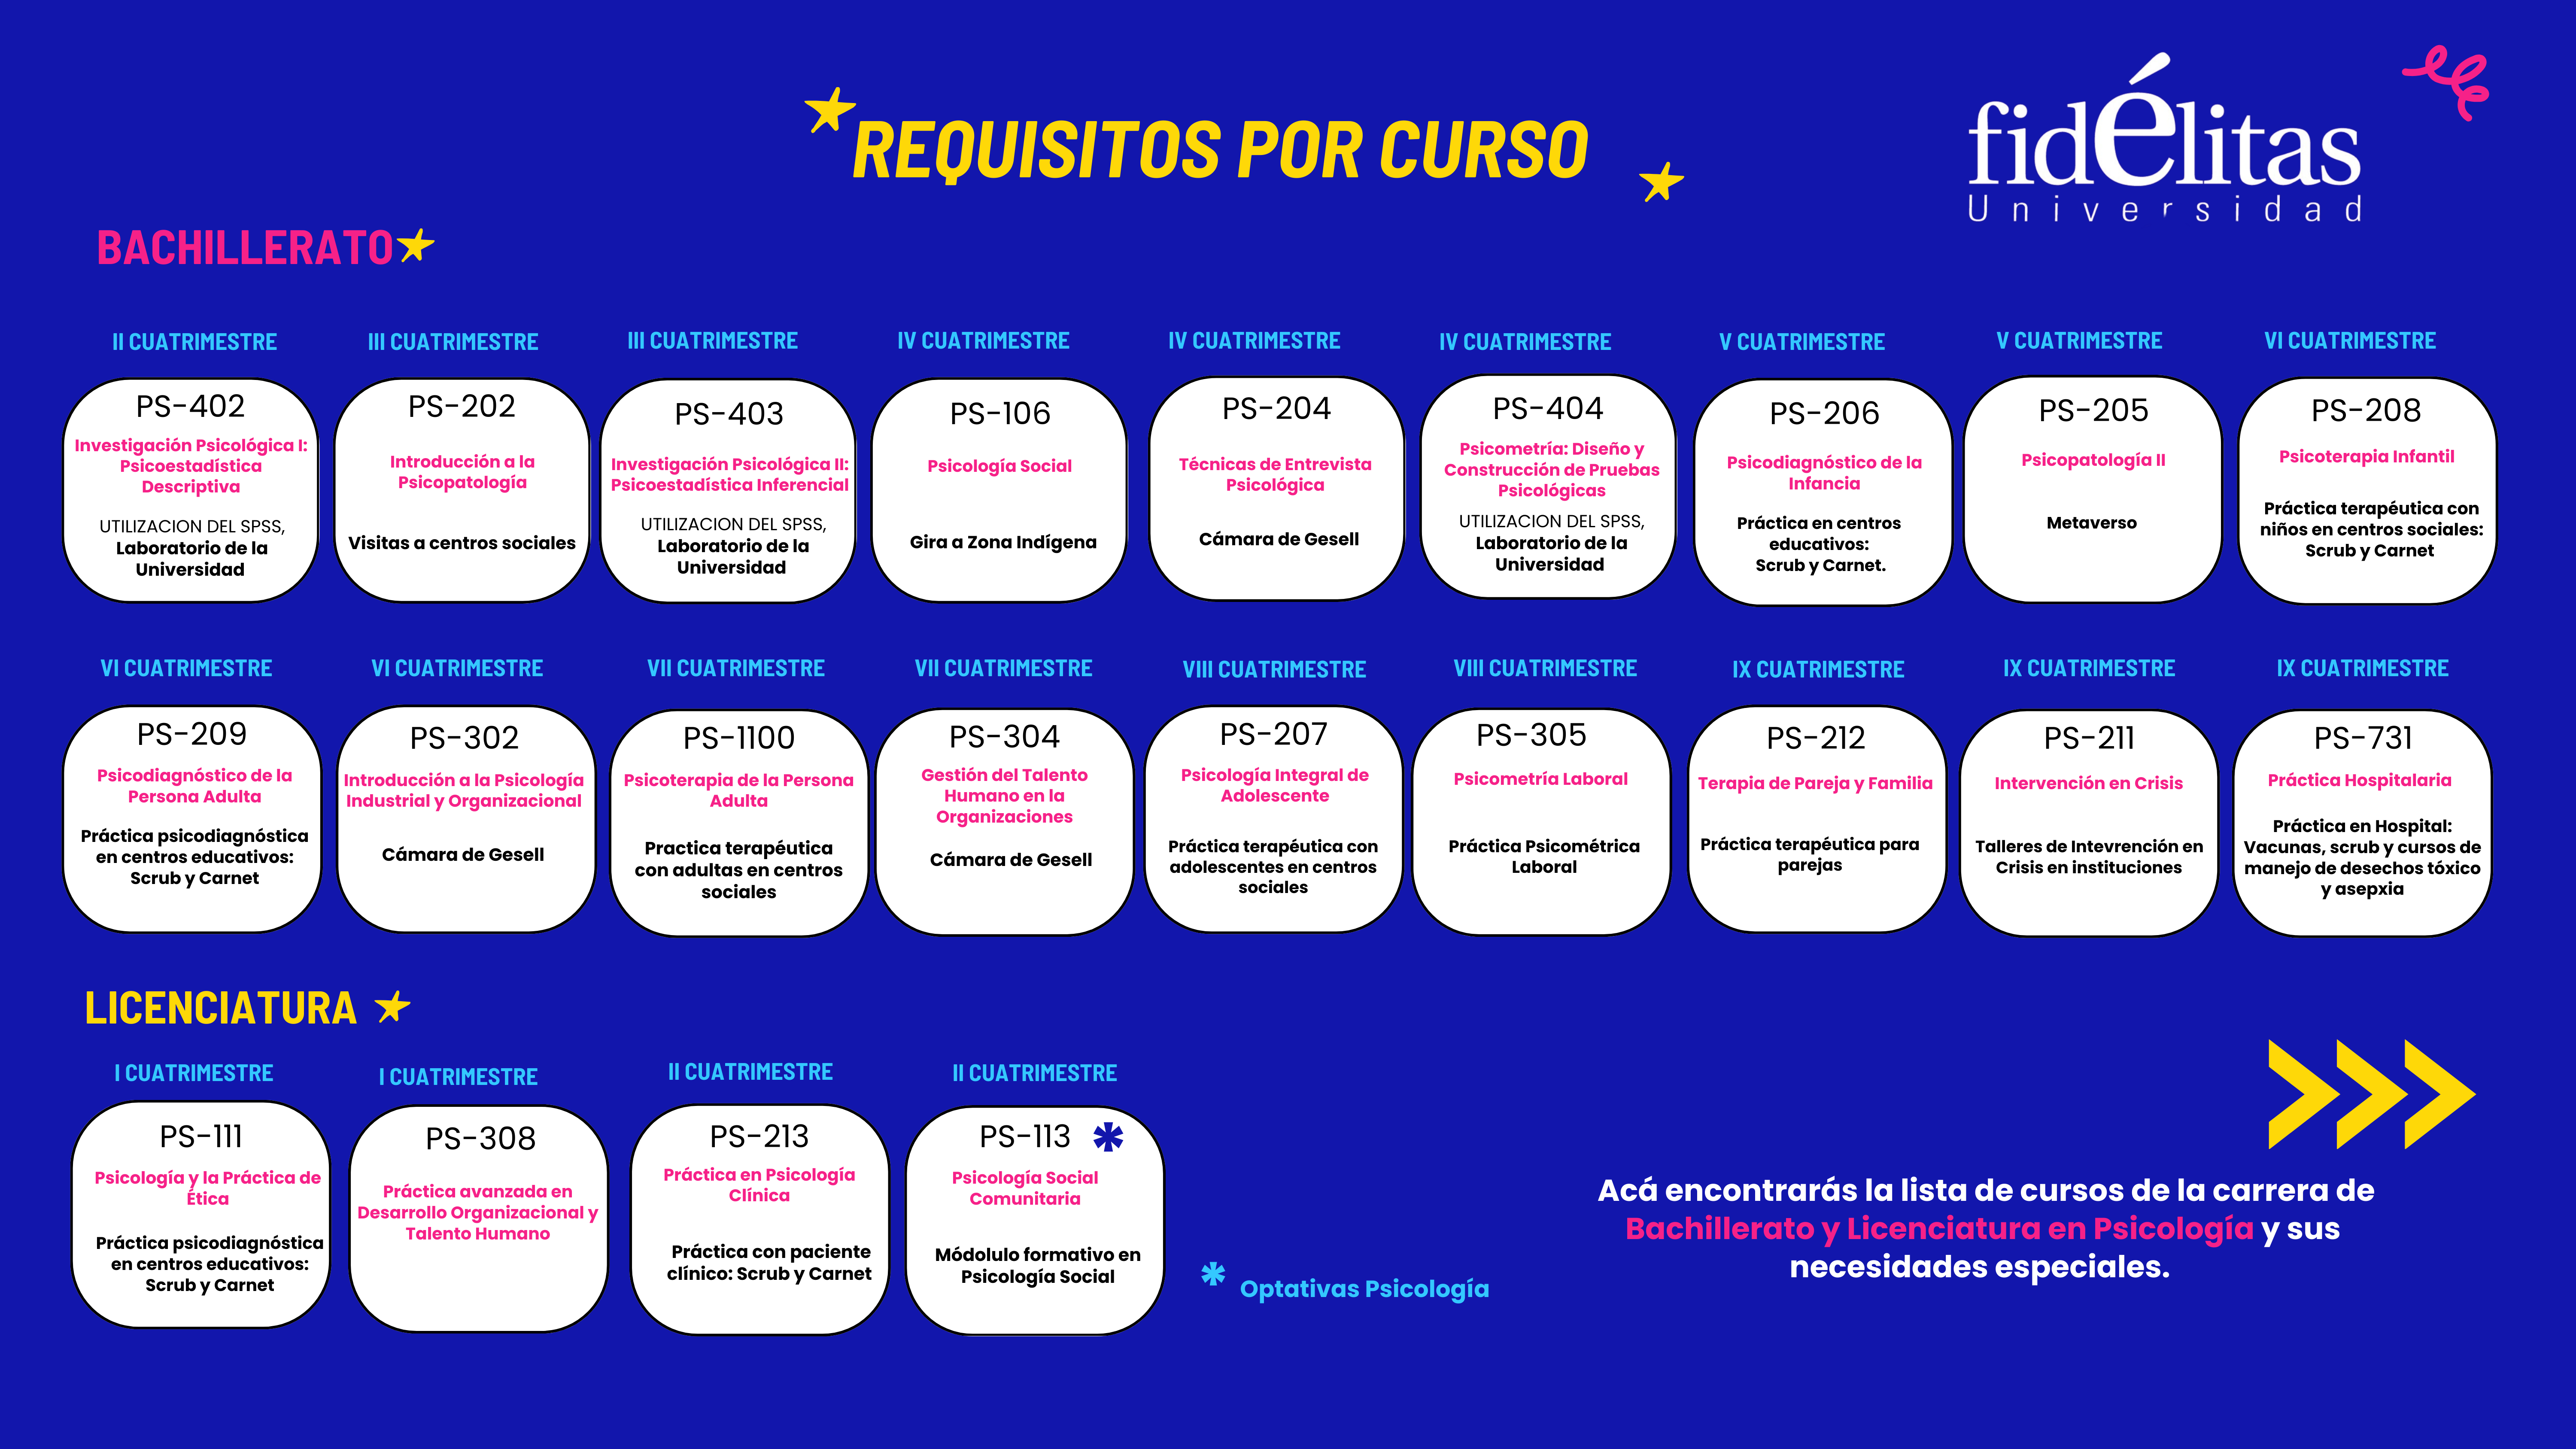 REQUISITOS POR CURSO
fidélitas
Universidad
BACHILLERATO
II CUATRIMESTRE
PS-402
Investigación Psicológica I:
Psicoestadística
Descriptiva
UTILIZACION DEL SPSS,
Laboratorio de la
Universidad
III CUATRIMESTRE
PS-202
Introducción a la
Psicopatología
Visitas a centros sociales
III CUATRIMESTRE
PS-403
Investigación Psicológica II:
Psicoestadística Inferencial
UTILIZACION DEL SPSS,
Laboratorio de la
Universidad
IV CUATRIMESTRE
PS-106
Psicología Social
Gira a Zona Indígena
IV CUATRIMESTRE
PS-204
Técnicas de Entrevista
Psicológica
Cámara de Gesell
IV CUATRIMESTRE
PS-404
Psicometría: Diseño y
Construcción de Pruebas
Psicológicas
UTILIZACION DEL SPSS,
Laboratorio de la
Universidad
V CUATRIMESTRE
PS-206
Psicodiagnóstico de la
Infancia
Práctica en centros
educativos:
Scrub y Carnet.
V CUATRIMESTRE
PS-205
Psicopatología II
Metaverso
VI CUATRIMESTRE
PS-208
Psicoterapia Infantil
Práctica terapéutica con
niños en centros sociales:
Scrub y Carnet
VI CUATRIMESTRE
PS-209
Psicodiagnóstico de la
Persona Adulta
Práctica psicodiagnóstica
en centros educativos:
Scrub y Carnet
VI CUATRIMESTRE
PS-302
Introducción a la Psicología
Industrial y Organizacional
Cámara de Gesell
VII CUATRIMESTRE
PS-1100
Psicoterapia de la Persona
Adulta
Practica terapéutica
con adultas en centros
sociales
VII CUATRIMESTRE
PS-304
Gestión del Talento
Humano en la
Organizaciones
Cámara de Gesell
VIII CUATRIMESTRE
PS-207
Psicología Integral de
Adolescente
Práctica terapéutica con
adolescentes en centros
sociales
VIII CUATRIMESTRE
PS-305
Psicometría Laboral
Práctica Psicométrica
Laboral
IX CUATRIMESTRE
PS-212
Terapia de Pareja y Familia
Práctica terapéutica para
parejas
IX CUATRIMESTRE
PS-211
Intervención en Crisis
Talleres de Intevrención en
Crisis en instituciones
IX CUATRIMESTRE
PS-731
Práctica Hospitalaria
Práctica en Hospital:
Vacunas, scrub y cursos de
manejo de desechos tóxico
y asepxia
LICENCIATURA
I CUATRIMESTRE
PS-111
Psicología y la Práctica de
Ética
Práctica psicodiagnóstica
en centros educativos:
Scrub y Carnet
I CUATRIMESTRE
PS-308
Práctica avanzada en
Desarrollo Organizacional y
Talento Humano
II CUATRIMESTRE
PS-213
Práctica en Psicología
Clínica
Práctica con paciente
clínico: Scrub y Carnet
II CUATRIMESTRE
PS-113 *
Psicología Social
Comunitaria
Módolulo formativo en
Psicología Social
* Optativas Psicología
Acá encontrarás la lista de cursos de la carrera de
Bachillerato y Licenciatura en Psicología y sus
necesidades especiales.